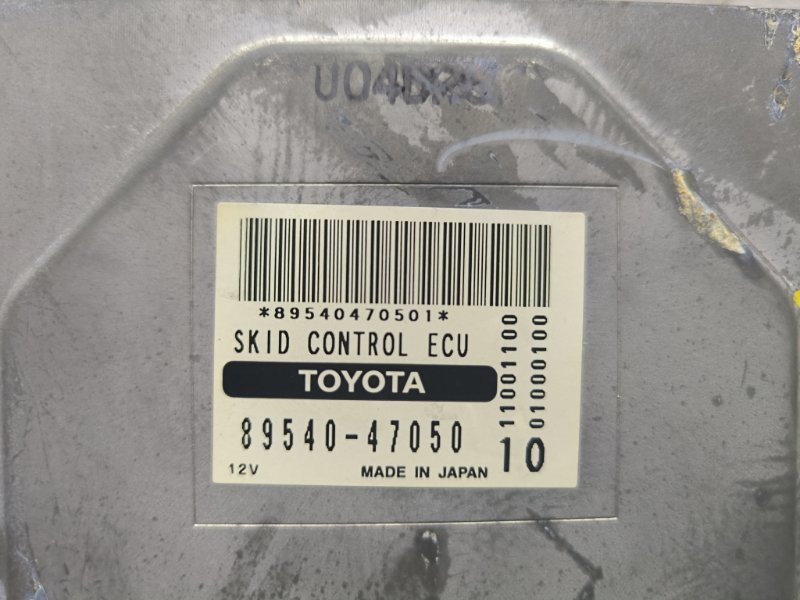 *89540470501*
SKID CONTROL ECU
TOYOTA
89540-47050
12V
MADE IN JAPAN
10
11001100
01000100